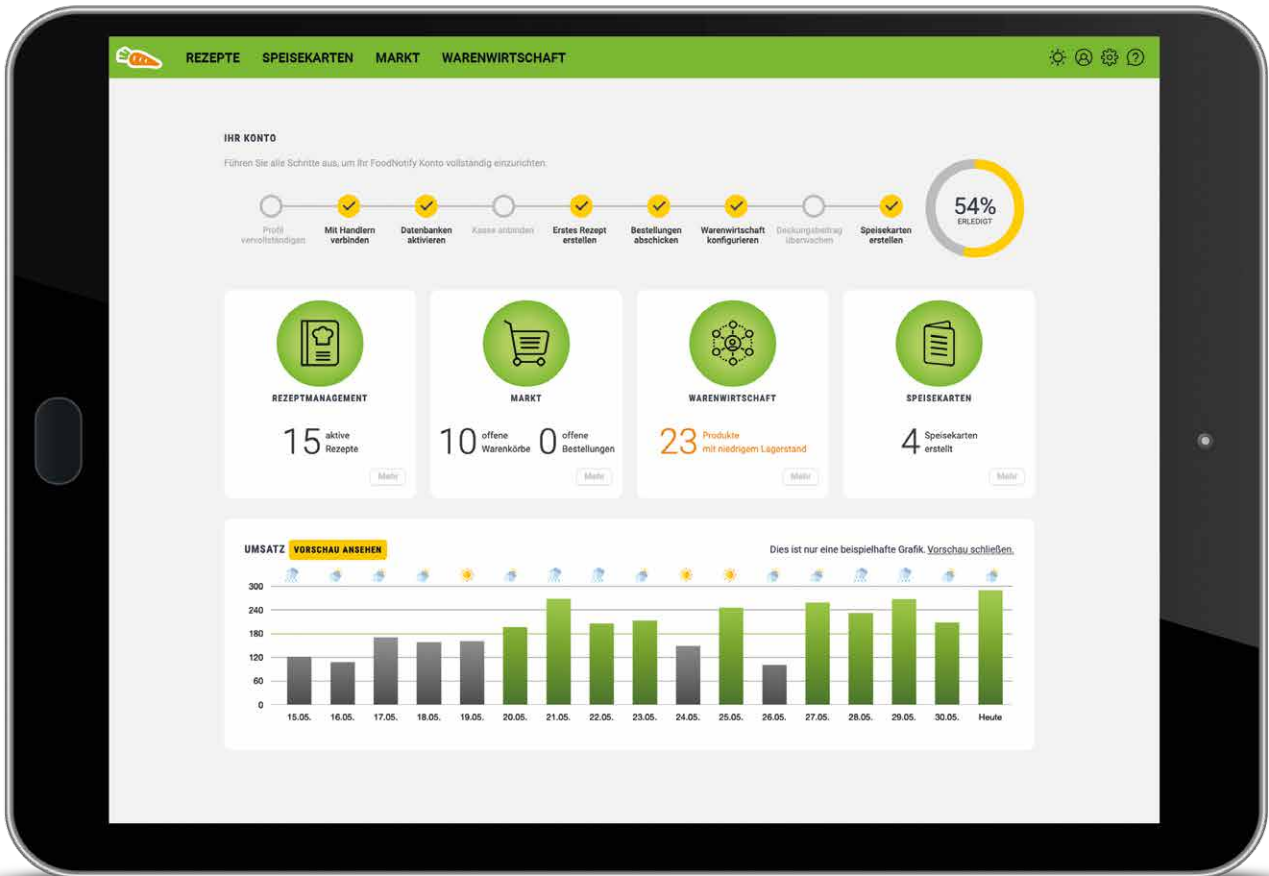 REZEPTE SPEISEKARTEN MARKT WARENWIRTSCHAFT
IHR KONTO
Führen Sie alle Schritte aus, um Ihr FoodNotify Konto vollständig einzurichten
Profil vervollständigen
Mit Handlern verbinden
Datenbanken aktivieren
Kasse anbinden
Erstes Rezept erstellen
Bestellungen abschicken
Warenwirtschaft konfigurieren
Deckungsbeitrag überwachen
Speisekarten erstellen
54%
ERLEDIGT
REZEPTMANAGEMENT
15 aktive Rezepte
Mehr
MARKT
10 offene Warenkörbe 0 offene Bestellungen
Mehr
WARENWIRTSCHAFT
23 Produkte mit niedrigem Lagerstand
Mehr
SPEISEKARTEN
4 Speisekarten erstellt
Mehr
UMSATZ VORSCHAU ANSEHEN
Dies ist nur eine beispielhafte Grafik. Vorschau schließen.
300
240
180
120
60
0
15.05. 16.05. 17.05. 18.05. 19.05. 20.05. 21.05. 22.05. 23.05. 24.05. 25.05. 26.05. 27.05. 28.05. 29.05. 30.05. Heute